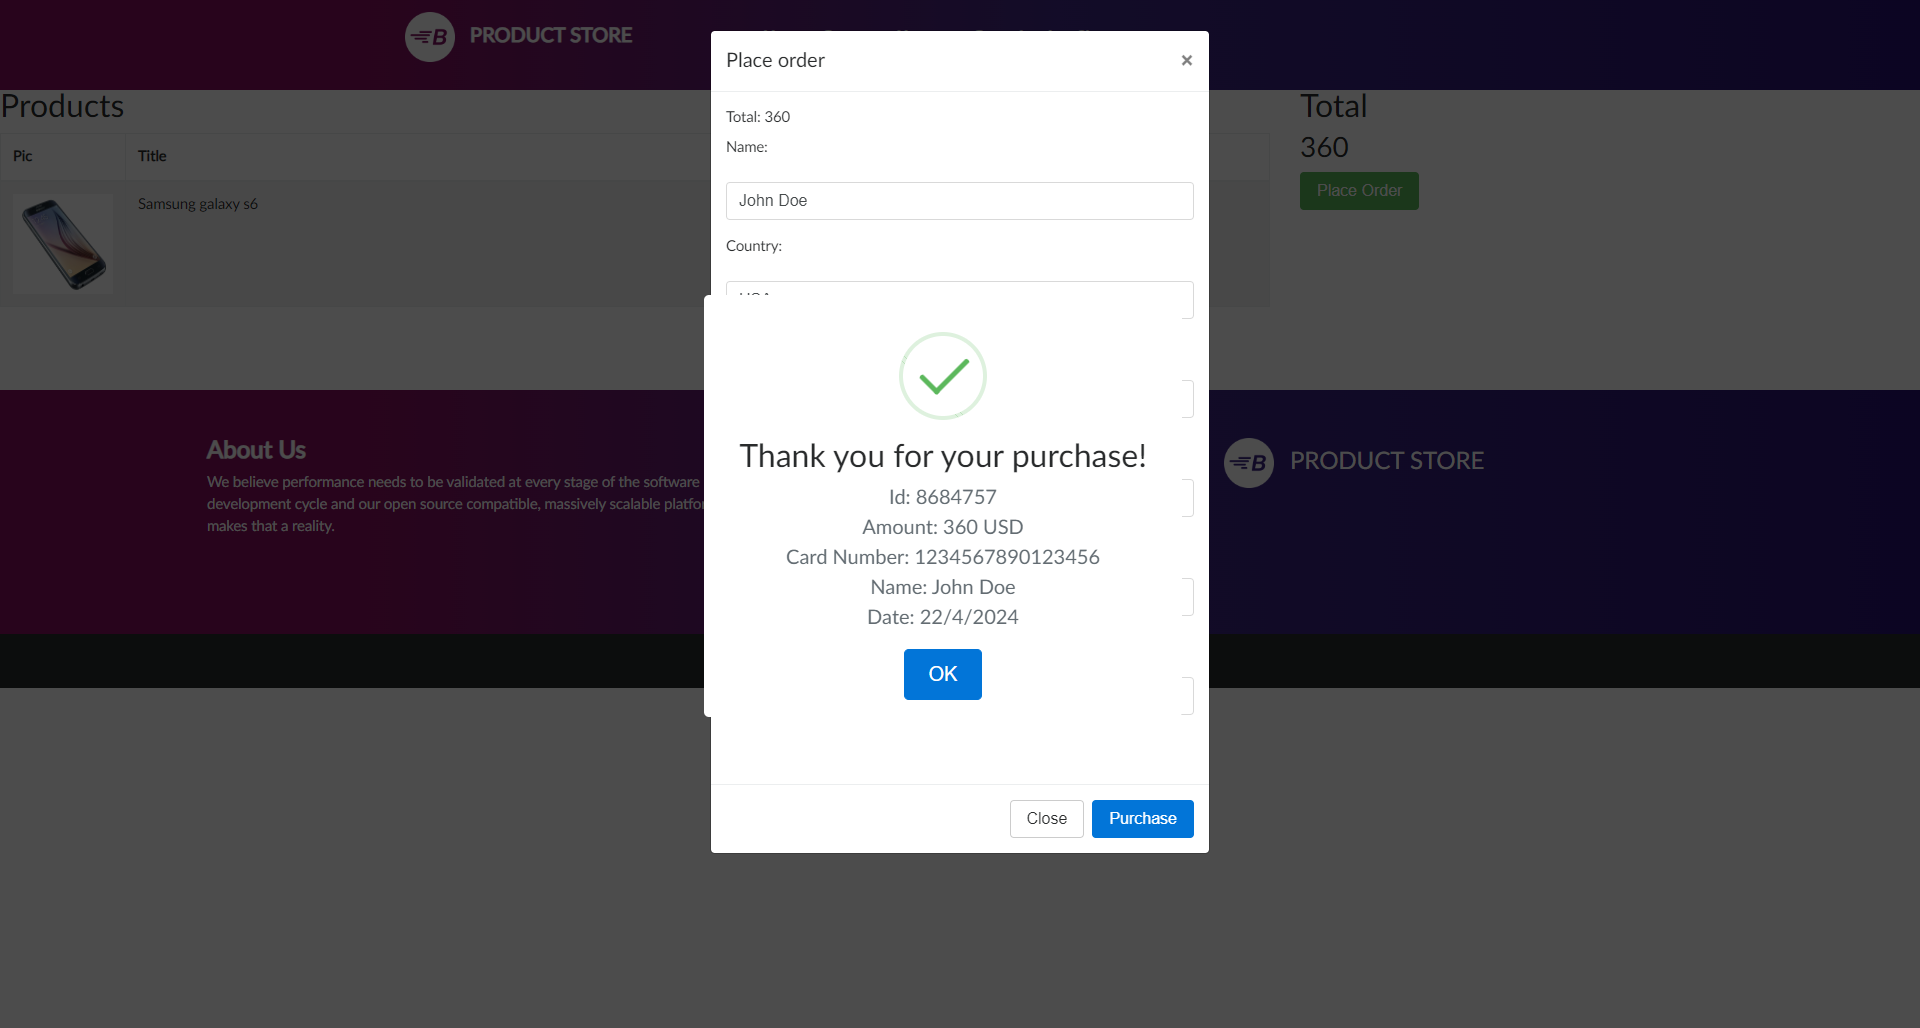 B PRODUCT STORE
Place order ×
Total: 360
Name:
John Doe
Country:
Products
Pic Title
Samsung galaxy s6
Total
360
Place Order
Thank you for your purchase!
Id: 8684757
Amount: 360 USD
Card Number: 1234567890123456
Name: John Doe
Date: 22/4/2024
OK
Close Purchase
About Us
We believe performance needs to be validated at every stage of the software
development cycle and our open source compatible, massively scalable
makes that a reality.
B PRODUCT STORE